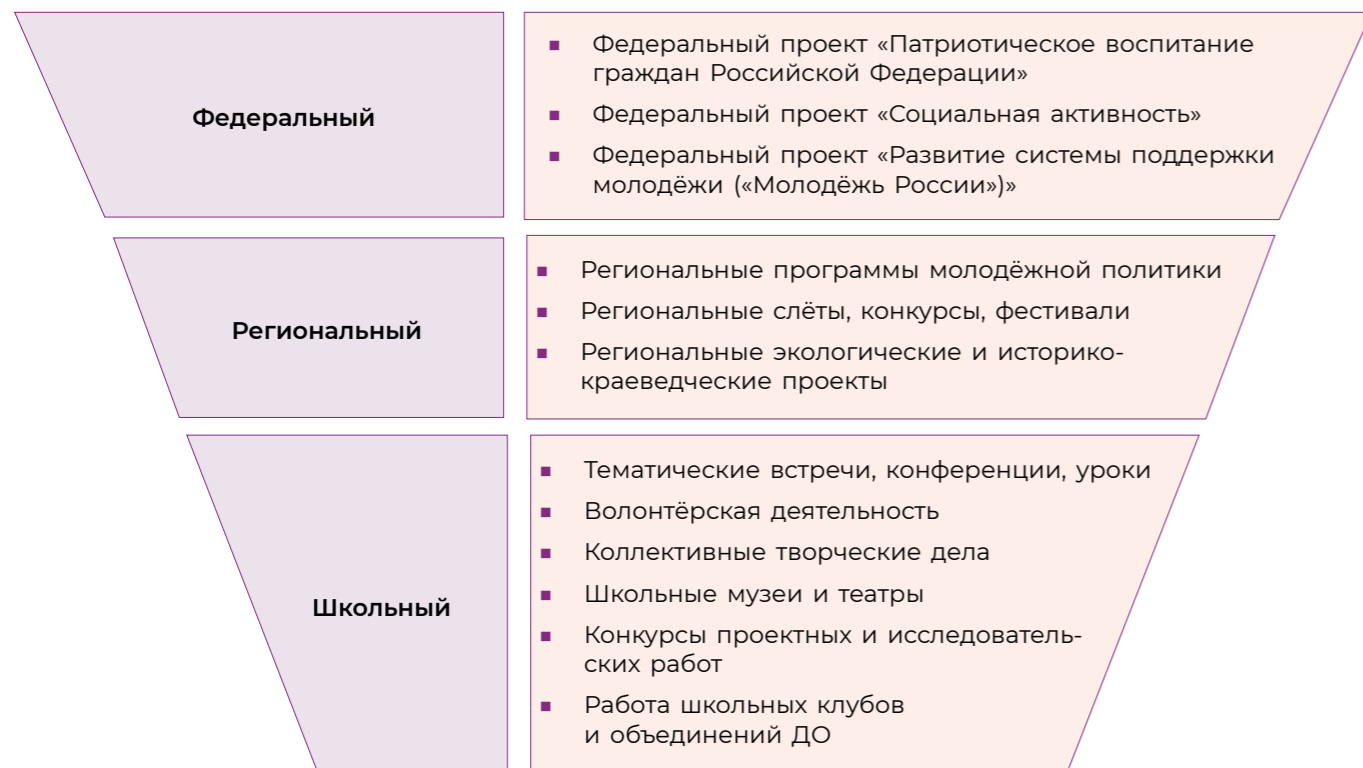 Федеральный
▪ Федеральный проект «Патриотическое воспитание
граждан Российской Федерации»
▪ Федеральный проект «Социальная активность»
▪ Федеральный проект «Развитие системы поддержки
молодёжи («Молодёжь России»)»
Региональный
▪ Региональные программы молодёжной политики
▪ Региональные слёты, конкурсы, фестивали
▪ Региональные экологические и историко-
краеведческие проекты
Школьный
▪ Тематические встречи, конференции, уроки
▪ Волонтёрская деятельность
▪ Коллективные творческие дела
▪ Школьные музеи и театры
▪ Конкурсы проектных и исследователь-
ских работ
▪ Работа школьных клубов
и объединений ДО